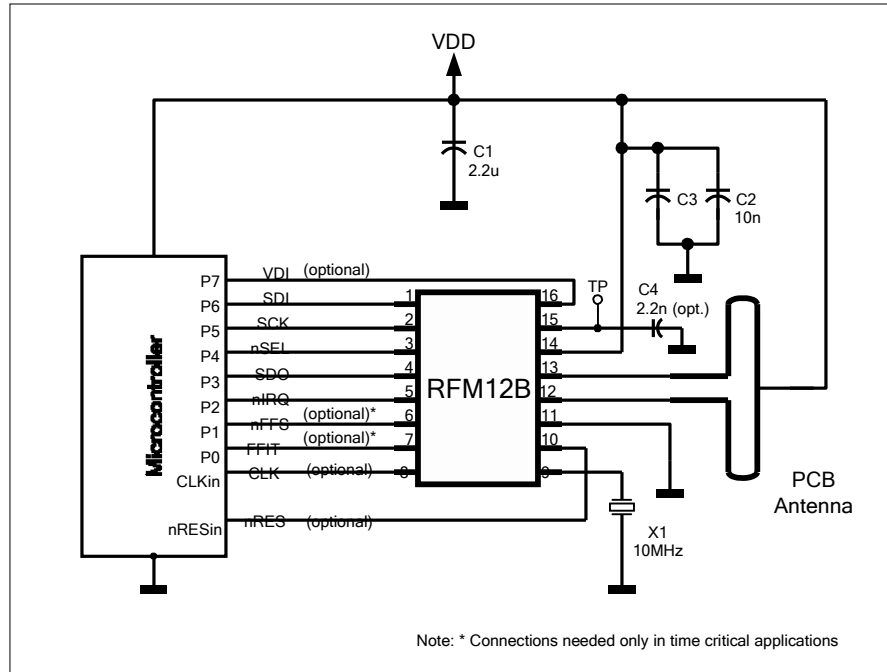 VDD
C1
2.2u
C3
C2
10n
Microcontroller
P7
VDI (optional)
P6
SDI
P5
SCK
P4
nSEL
P3
SDO
P2
nIRQ
P1
nFFS (optional)*
P0
FFIT (optional)*
CLKin
CLK (optional)
nRESin
nRES (optional)
1
2
3
4
5
6
7
8
RFM12B
16
15
14
13
12
11
10
9
TP
C4
2.2n (opt.)
X1
10MHz
PCB
Antenna
Note: * Connections needed only in time critical applications